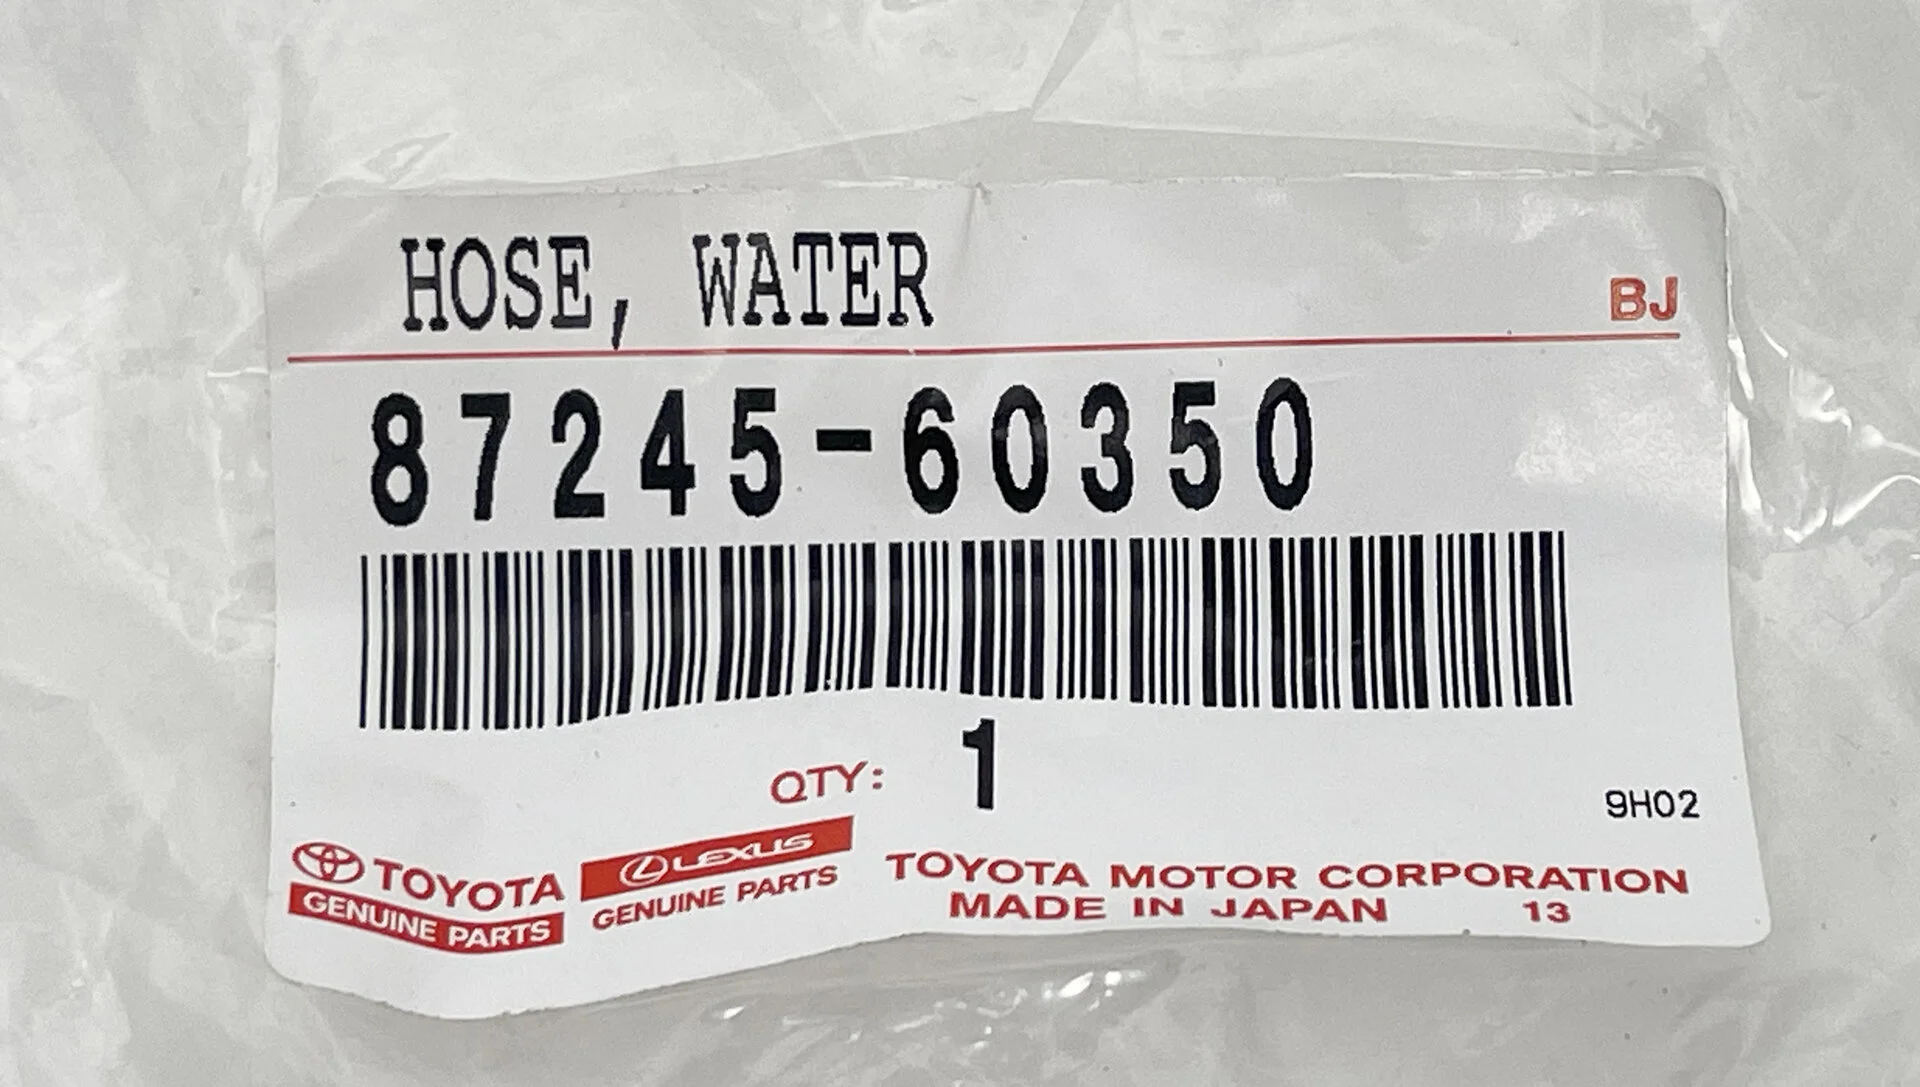 HOSE, WATER
BJ
87245-60350
QTY: 1
9H02
TOYOTA
GENUINE PARTS
LEXUS
GENUINE PARTS
TOYOTA MOTOR CORPORATION
MADE IN JAPAN 13